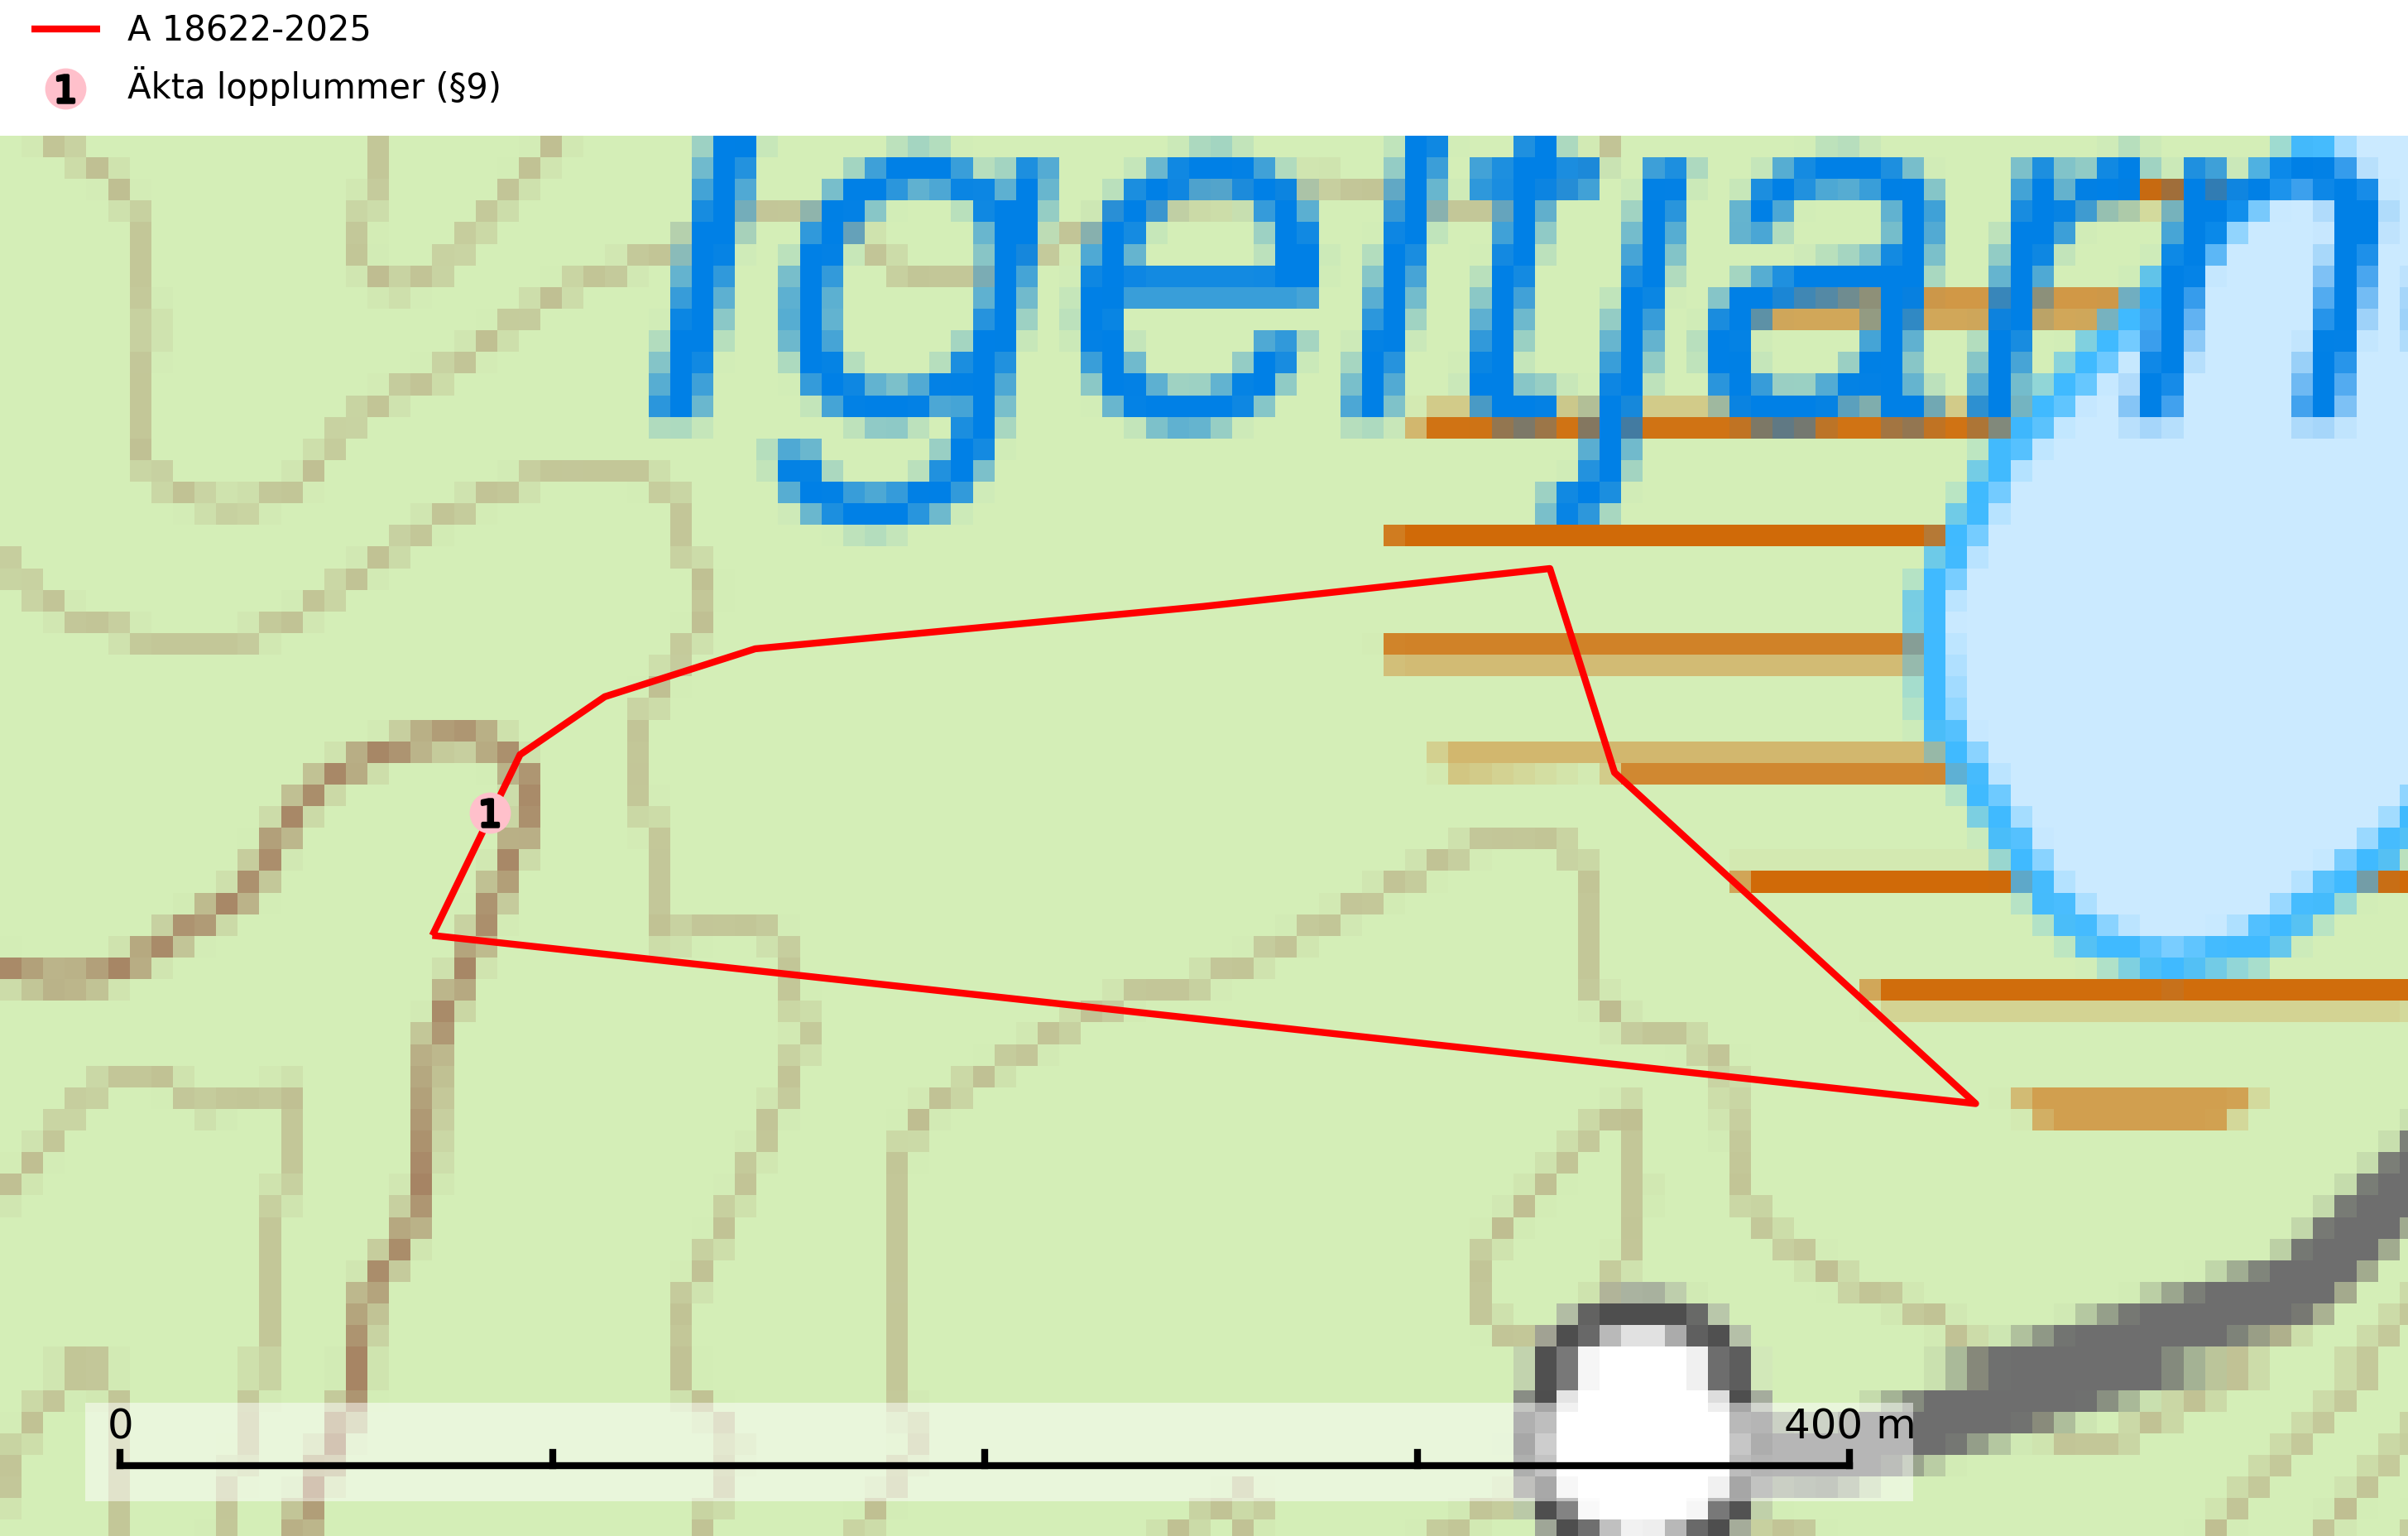 A 18622-2025
1 Äkta lopplummer (§9)
Igeltjärn
1
0 400 m